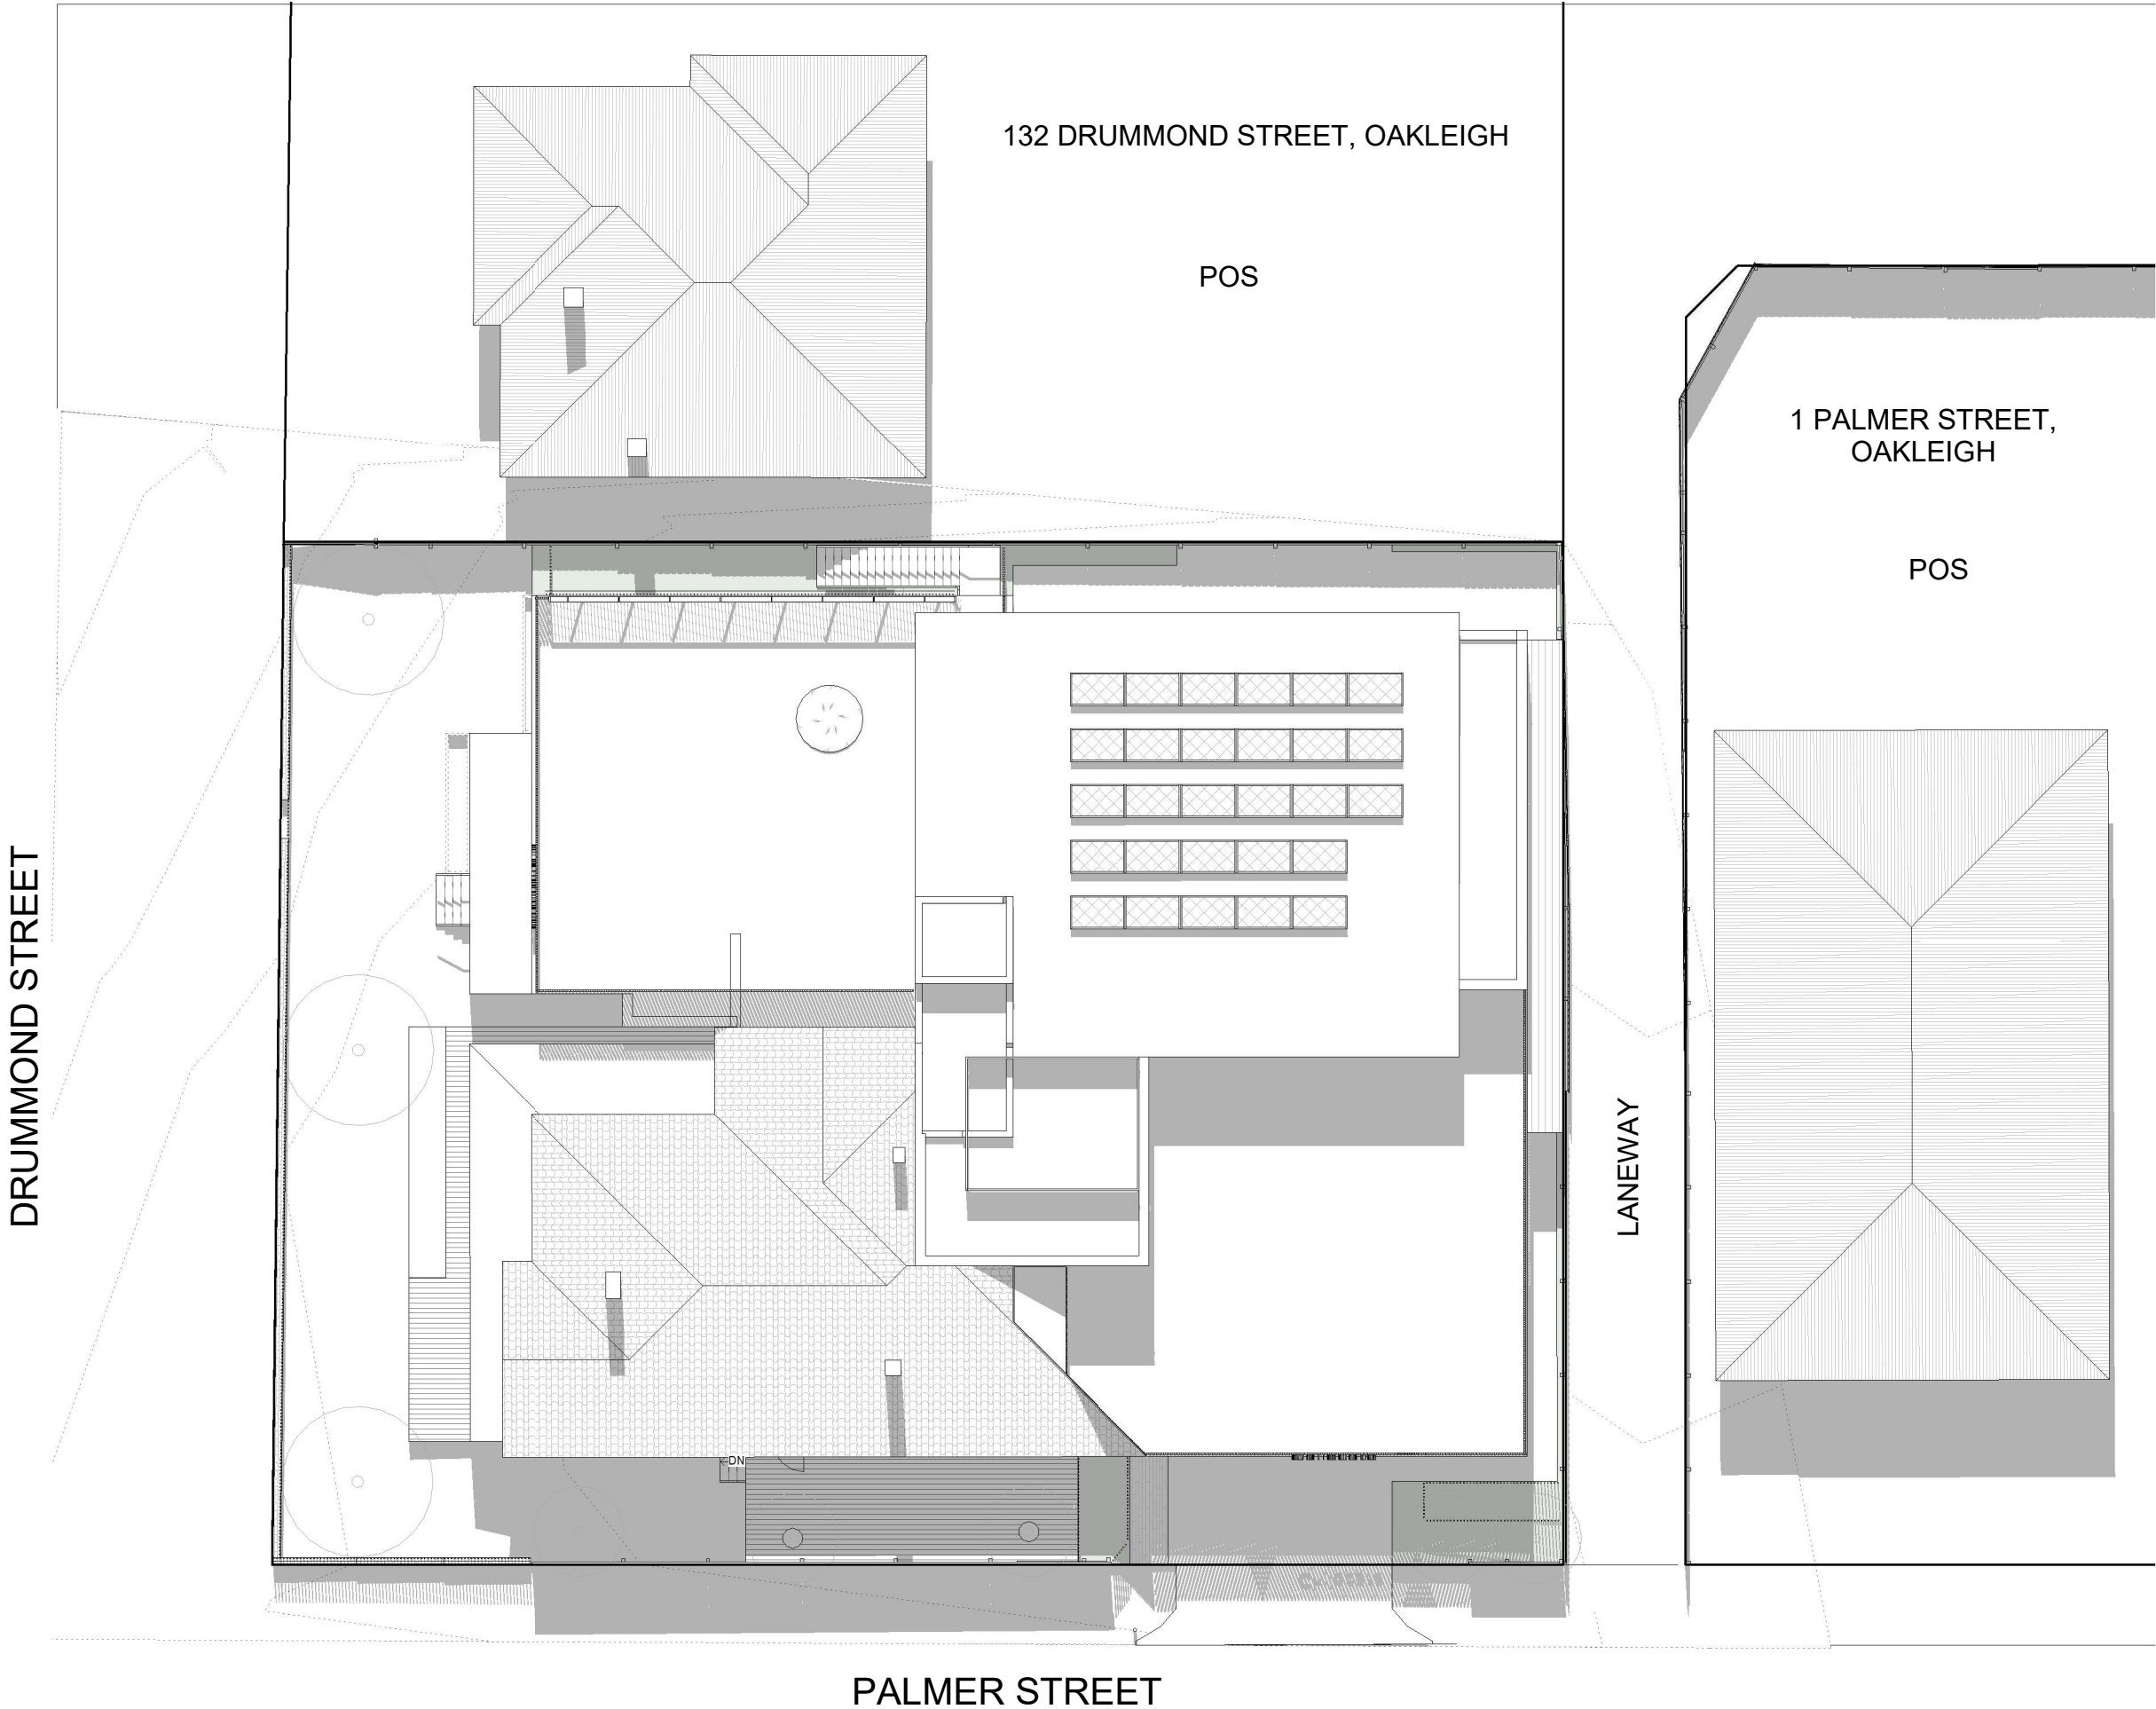 132 DRUMMOND STREET, OAKLEIGH
POS
1 PALMER STREET,
OAKLEIGH
POS
DRUMMOND STREET
LANEWAY
DN
PALMER STREET